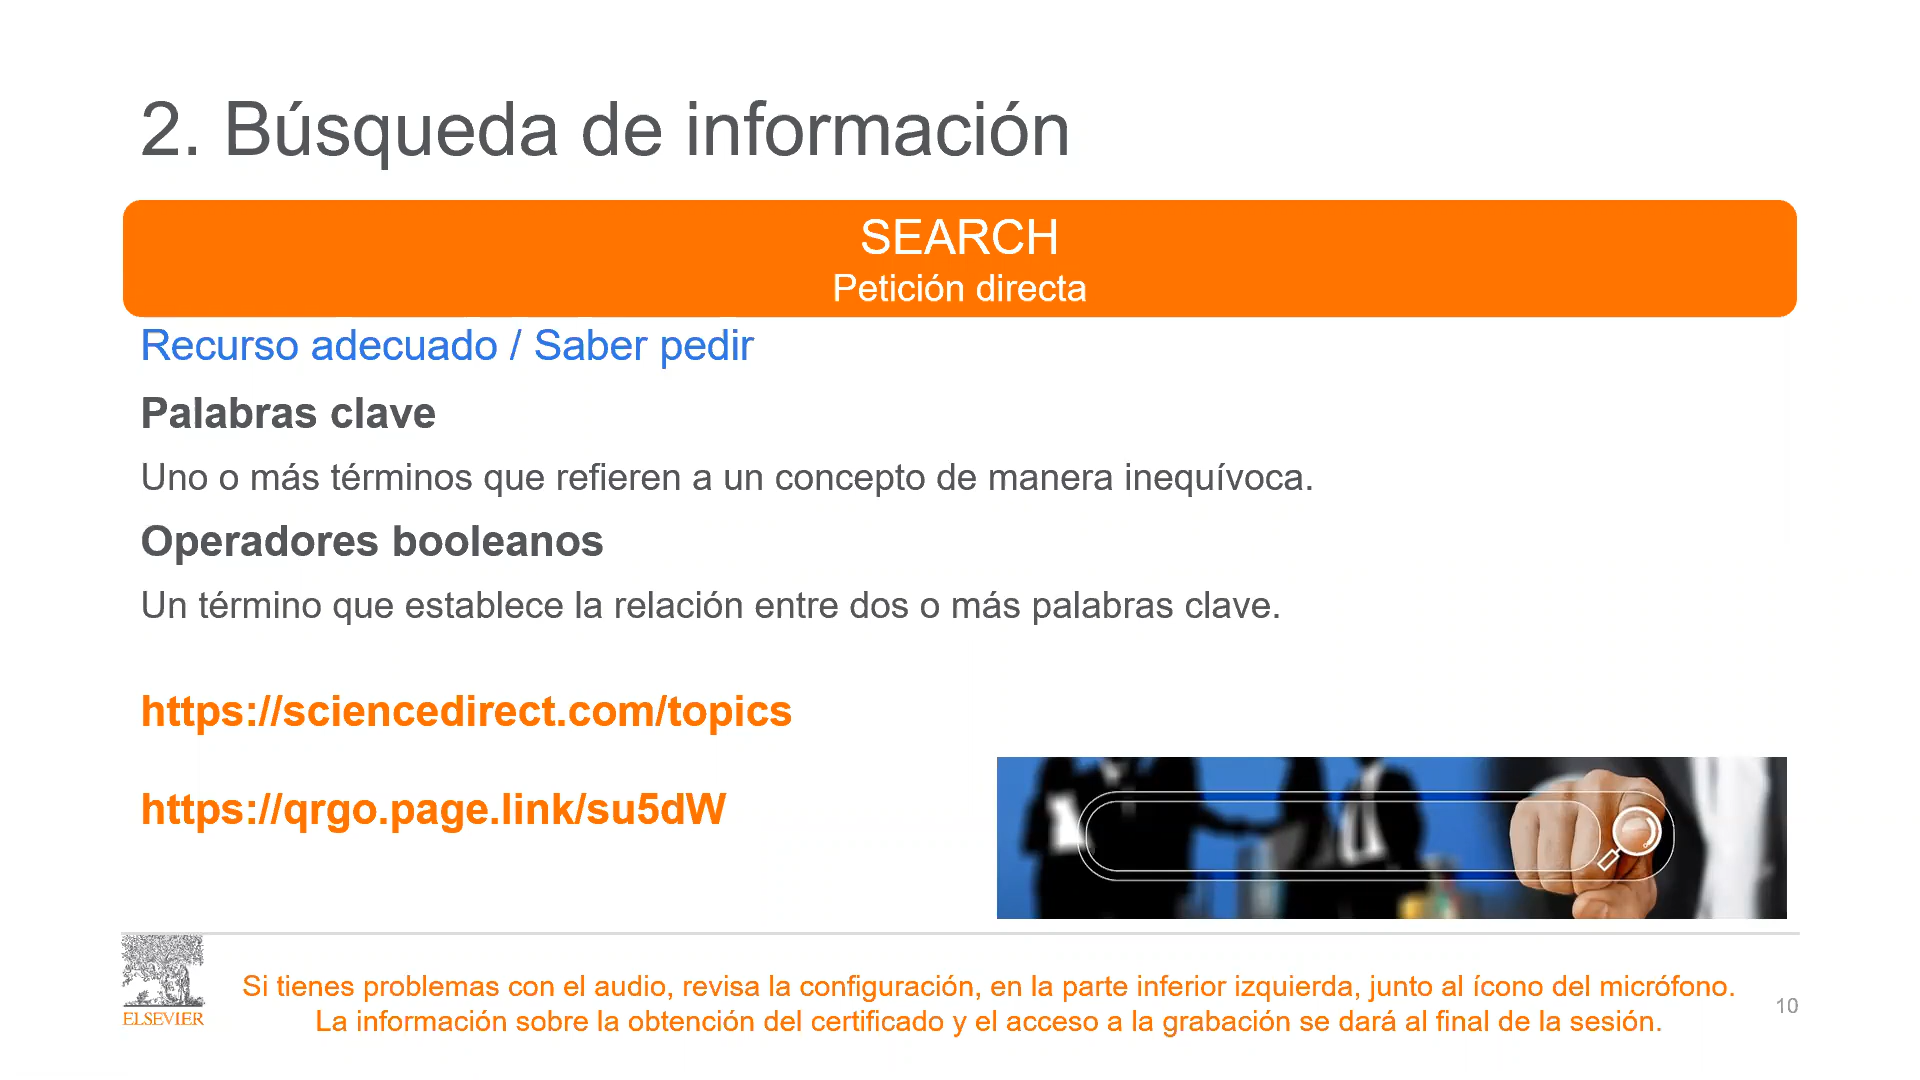 2. Búsqueda de información
SEARCH
Petición directa
Recurso adecuado / Saber pedir
Palabras clave
Uno o más términos que refieren a un concepto de manera inequívoca.
Operadores booleanos
Un término que establece la relación entre dos o más palabras clave.
https://sciencedirect.com/topics
https://qrgo.page.link/su5dW
ELSEVIER
Si tienes problemas con el audio, revisa la configuración, en la parte inferior izquierda, junto al ícono del micrófono.
La información sobre la obtención del certificado y el acceso a la grabación se dará al final de la sesión.
10